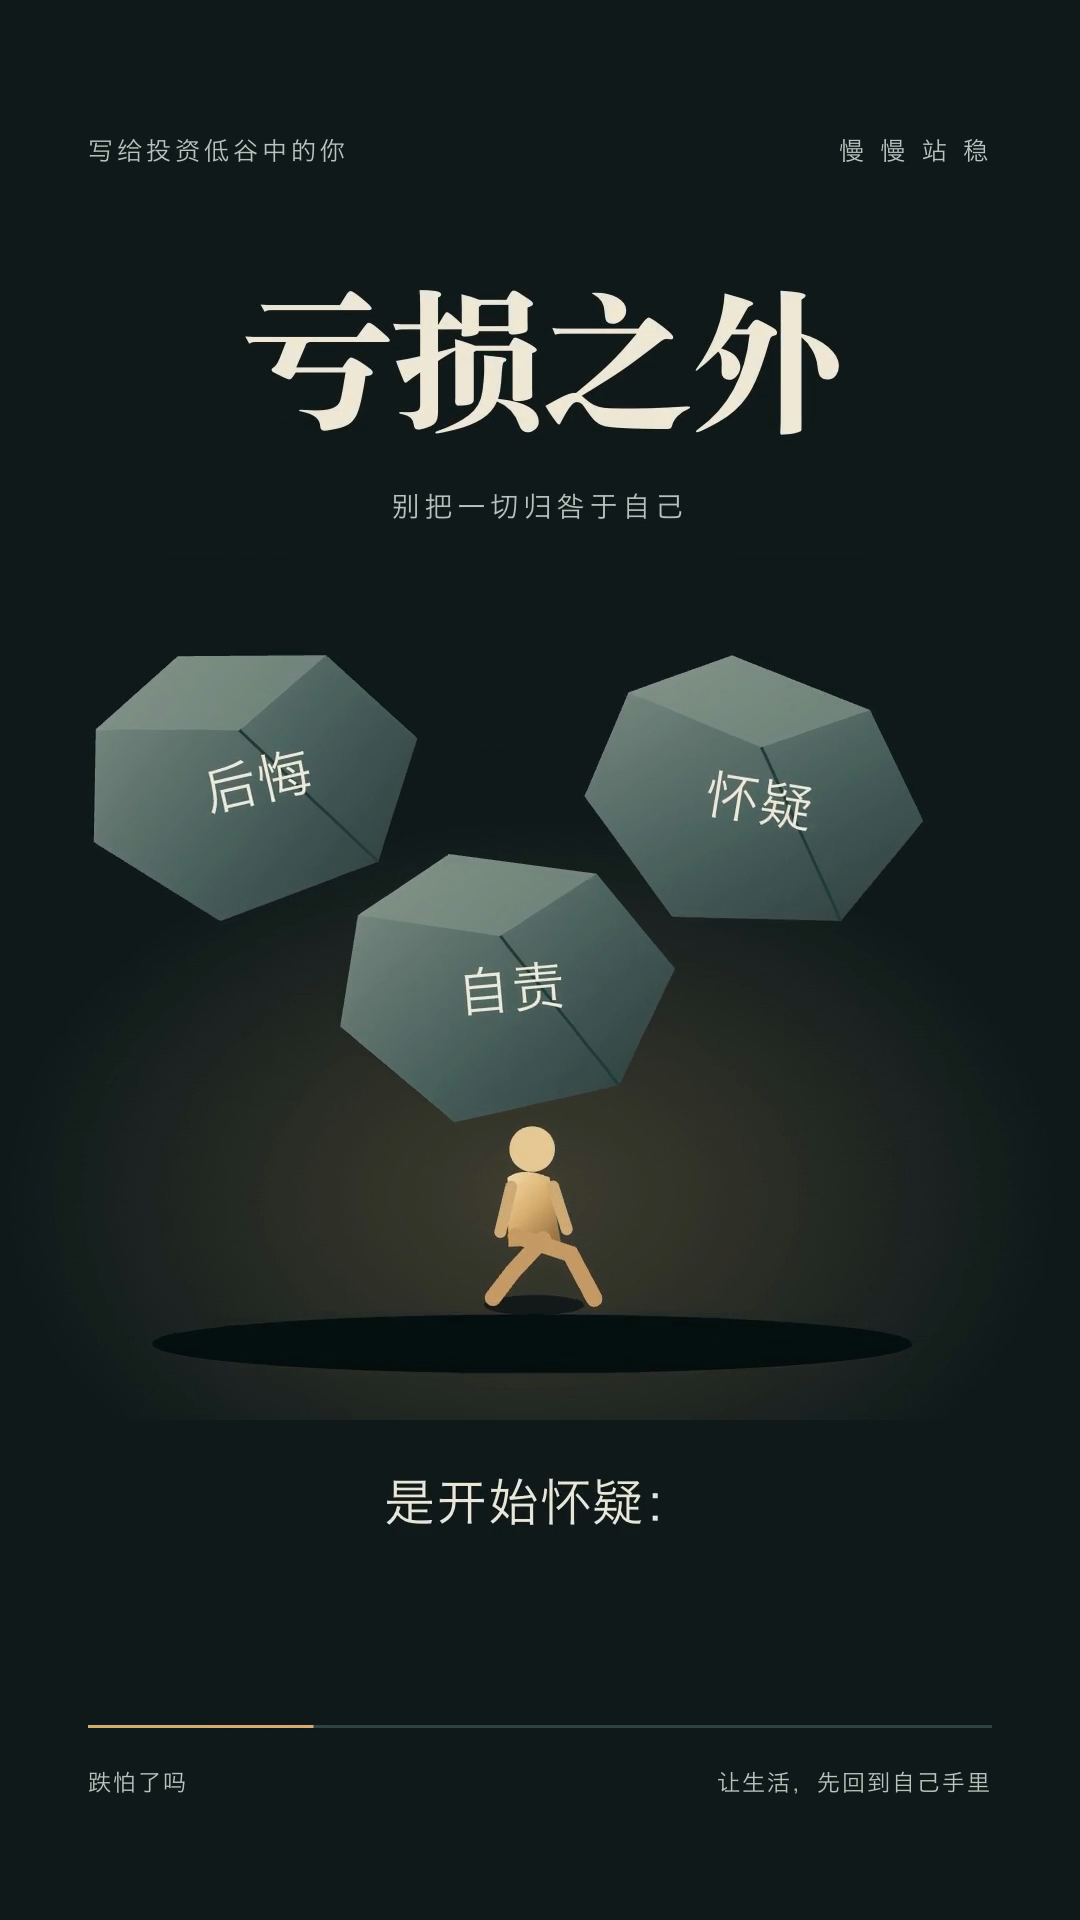 写给投资低谷中的你
慢慢站稳
亏损之外
别把一切归咎于自己
后悔
怀疑
自责
是开始怀疑：
跌怕了吗
让生活，先回到自己手里